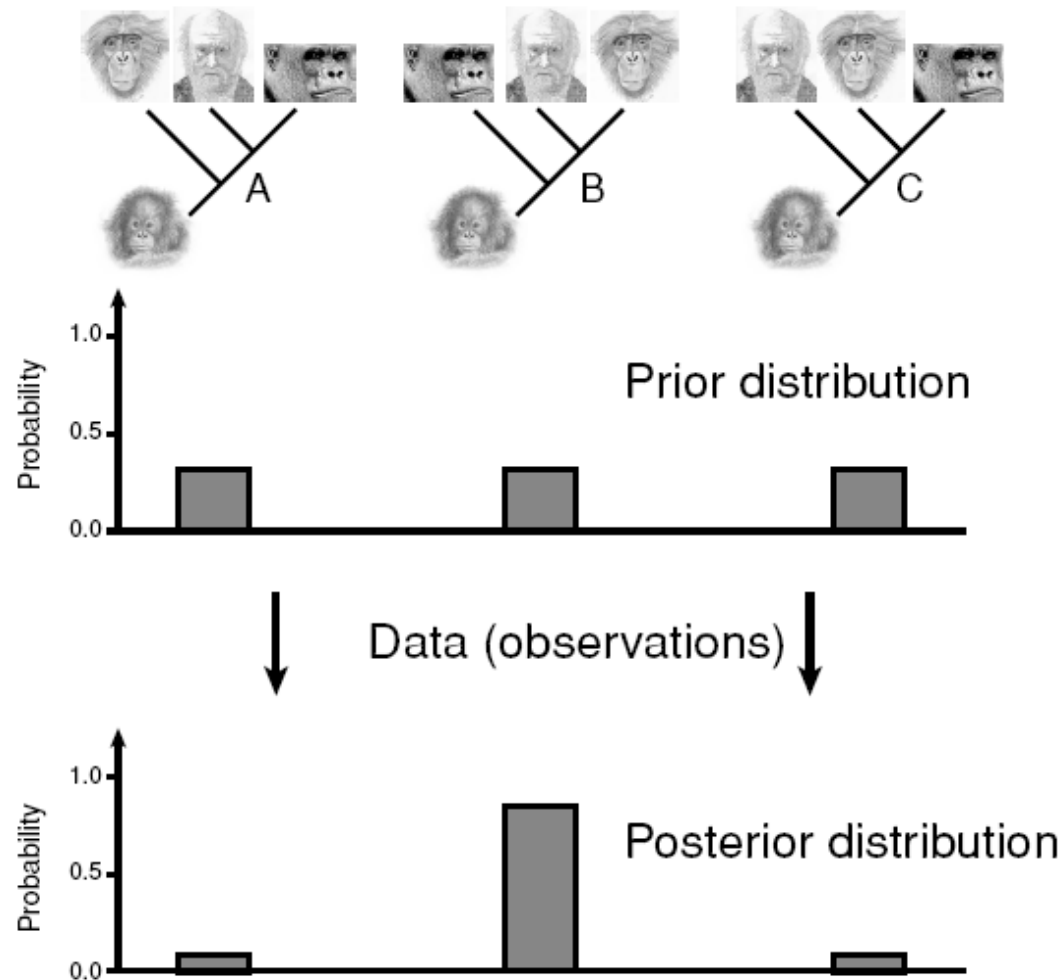 A
B
C
Probability
1.0
0.5
0.0
Prior distribution
Data (observations)
Probability
1.0
0.5
0.0
Posterior distribution